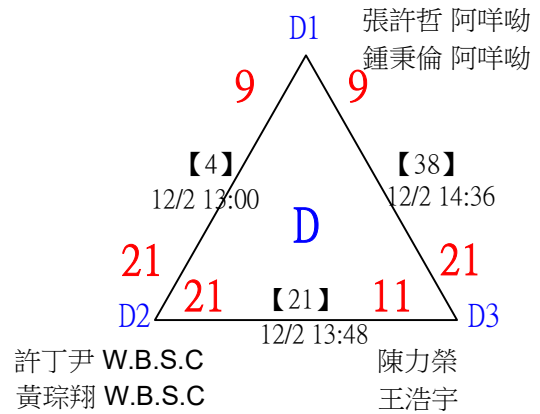 D1
張許哲 阿咩呦
鍾秉倫 阿咩呦
9
9
【4】
12/2 13:00
【38】
12/2 14:36
D
21
21
21
【21】
11
D2
D3
12/2 13:48
許丁尹 W.B.S.C
黃琮翔 W.B.S.C
陳力榮
王浩宇